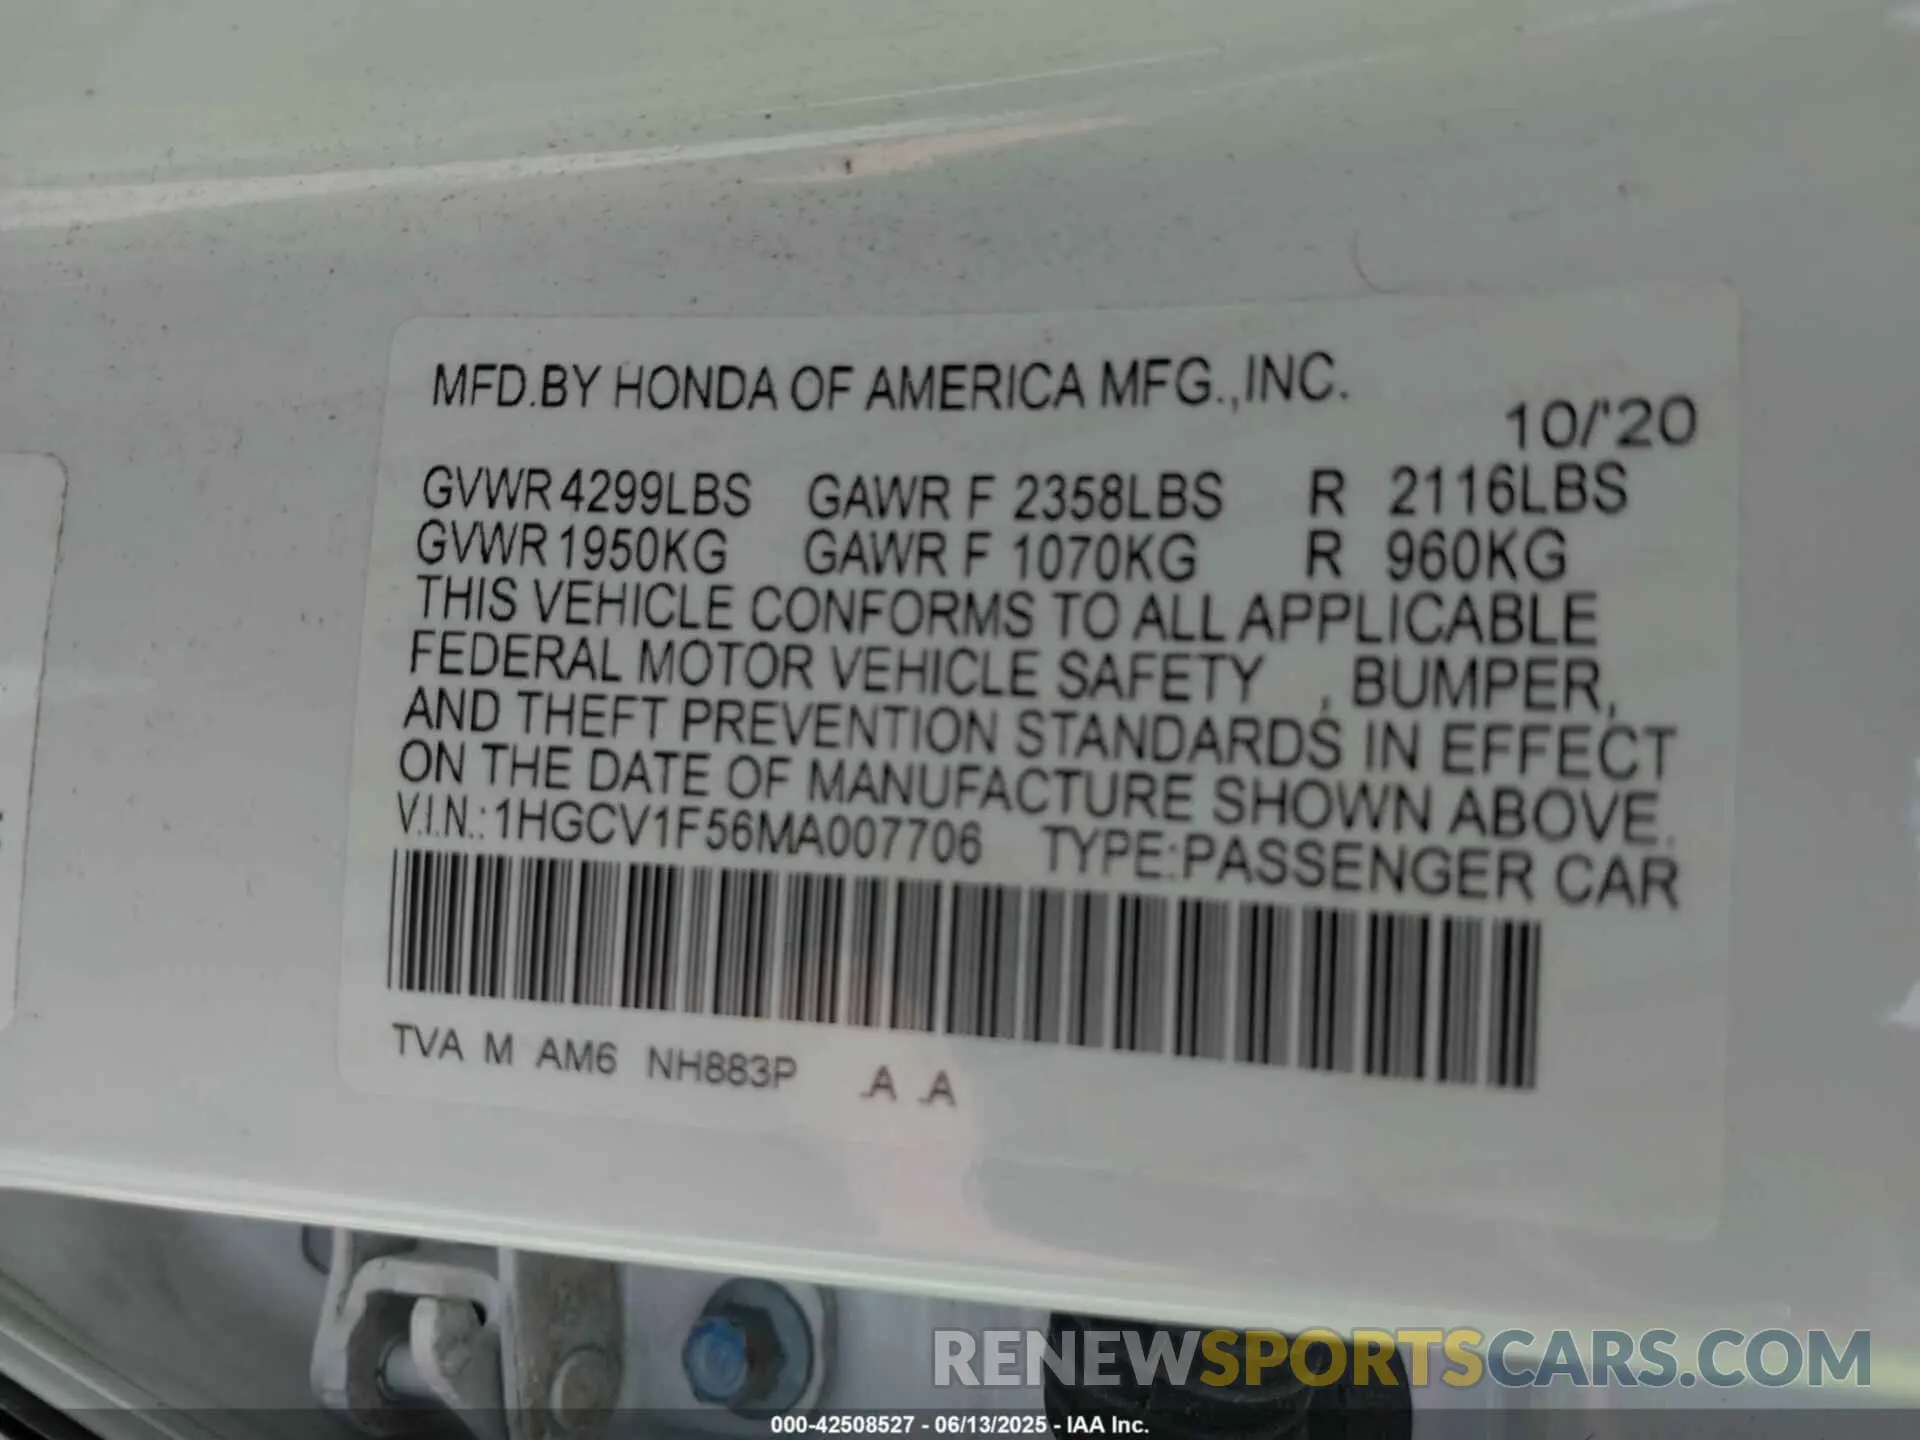 MFD.BY HONDA OF AMERICA MFG.,INC.
10/'20
GVWR 4299LBS GAWR F 2358LBS R 2116LBS
GVWR 1950KG GAWR F 1070KG R 960KG
THIS VEHICLE CONFORMS TO ALL APPLICABLE
FEDERAL MOTOR VEHICLE SAFETY , BUMPER,
AND THEFT PREVENTION STANDARDS IN EFFECT
ON THE DATE OF MANUFACTURE SHOWN ABOVE.
V.I.N.: 1HGCV1F56MA007706 TYPE:PASSENGER CAR
TVA M AM6 NH883P .A .A
RENEWSPORTSCARS.COM
000-42508527 - 06/13/2025 - IAA Inc.